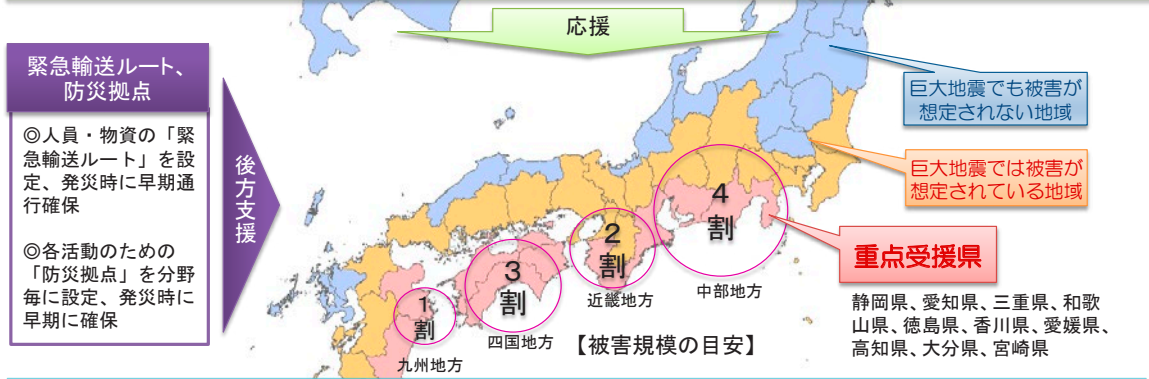 応援
緊急輸送ルート、
防災拠点
◎人員・物資の「緊
急輸送ルート」を設
定、発災時に早期通
行確保
◎各活動のための
「防災拠点」を分野
毎に設定、発災時に
早期に確保
後方支援
巨大地震でも被害が
想定されない地域
巨大地震では被害が
想定されている地域
4
割
中部地方
2
割
近畿地方
3
割
四国地方
1
割
九州地方
【被害規模の目安】
重点受援県
静岡県、愛知県、三重県、和歌
山県、徳島県、香川県、愛媛県、
高知県、大分県、宮崎県